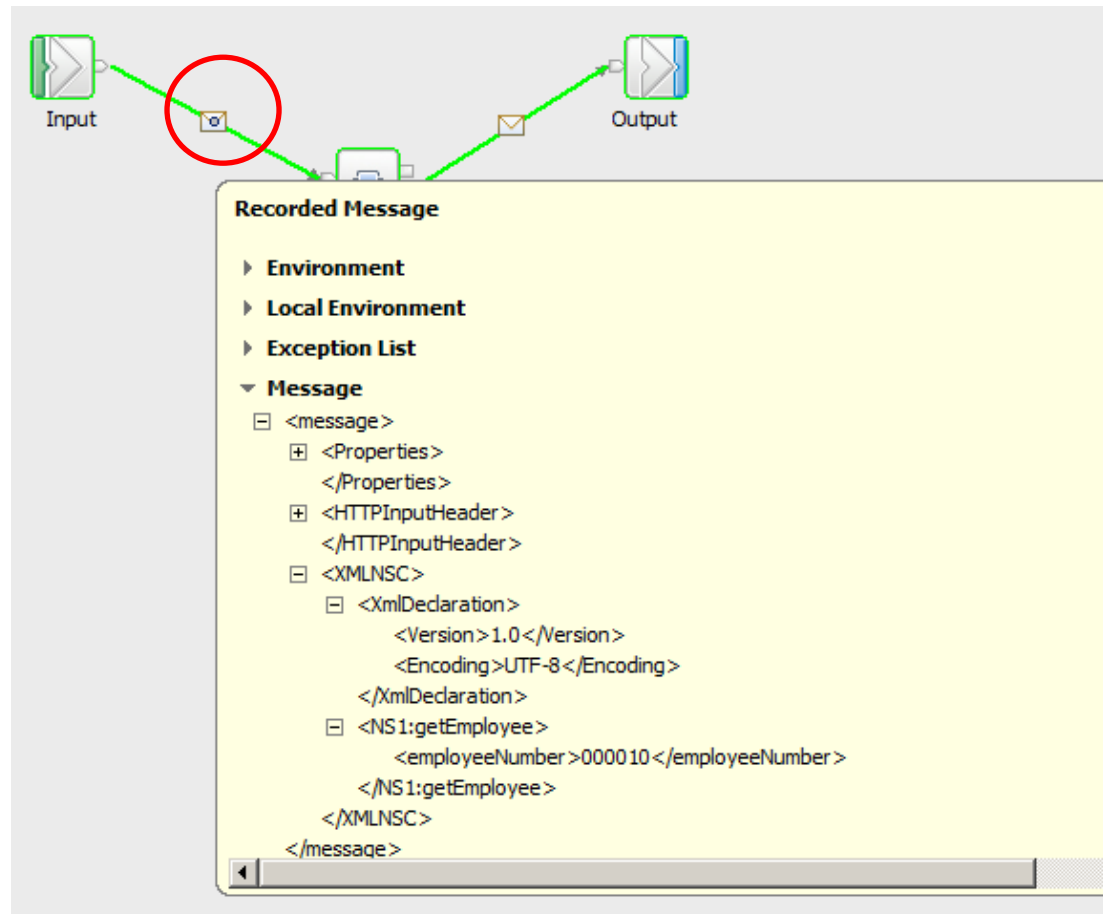 Input
Output
Recorded Message
Environment
Local Environment
Exception List
Message
<message>
<Properties>
</Properties>
<HTTPInputHeader>
</HTTPInputHeader>
<XMLNSC>
<XmlDeclaration>
<Version>1.0</Version>
<Encoding>UTF-8</Encoding>
</XmlDeclaration>
<NS1:getEmployee>
<employeeNumber>000010</employeeNumber>
</NS1:getEmployee>
</XMLNSC>
</message>